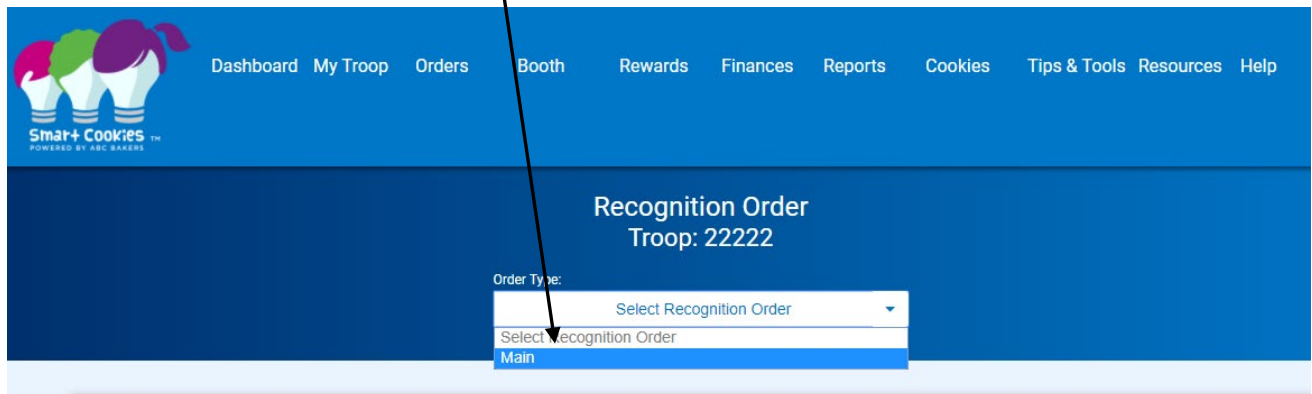 Dashboard My Troop Orders Booth Rewards Finances Reports Cookies Tips & Tools Resources Help
Smart Cookies TM
POWERED BY ABC BAKERS
Recognition Order
Troop: 22222
Order Type:
Select Recognition Order
Select Recognition Order
Main